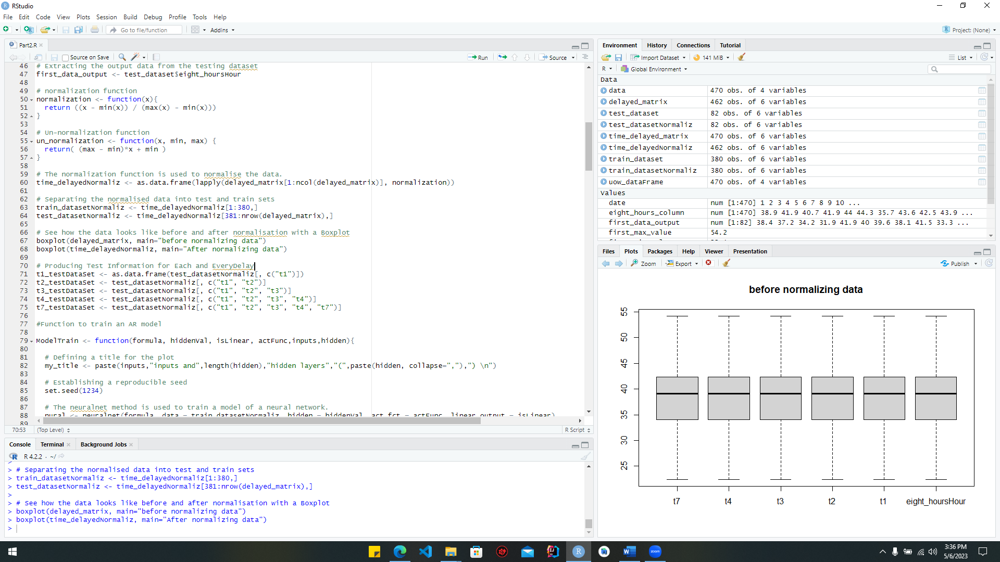 RStudio
File Edit Code View Plots Session Build Debug Profile Tools Help
Go to file/function Addins Project: (None)
Part2.R
Source on Save Run Source
46 # Extracting the output data from the testing dataset
47 first_data_output <- test_dataset$eight_hoursHour
48
49 # normalization function
50 normalization <- function(x){
51 return ((x - min(x)) / (max(x) - min(x)))
52 }
53
54 # Un-normalization function
55 un_normalization <- function(x, min, max) {
56 return( (max - min)*x + min )
57 }
58
59 # The normalization function is used to normalise the data.
60 time_delayedNormaliz <- as.data.frame(lapply(delayed_matrix[1:ncol(delayed_matrix)], normalization))
61
62 # Separating the normalised data into test and train sets
63 train_datasetNormaliz <- time_delayedNormaliz[1:380,]
64 test_datasetNormaliz <- time_delayedNormaliz[381:nrow(delayed_matrix),]
65
66 # See how the data looks like before and after normalisation with a Boxplot
67 boxplot(delayed_matrix, main="before normalizing data")
68 boxplot(time_delayedNormaliz, main="After normalizing data")
69
70 # Producing Test Information for Each and EveryDelay
71 t1_testDataSet <- as.data.frame(test_datasetNormaliz[, c("t1")])
72 t2_testDataSet <- test_datasetNormaliz[, c("t1", "t2")]
73 t3_testDataSet <- test_datasetNormaliz[, c("t1", "t2", "t3")]
74 t4_testDataSet <- test_datasetNormaliz[, c("t1", "t2", "t3", "t4")]
75 t7_testDataSet <- test_datasetNormaliz[, c("t1", "t2", "t3", "t4", "t7")]
76
77 #Function to train an AR model
78
79 ModelTrain <- function(formula, hiddenVal, isLinear, actFunc,inputs,hidden){
80
81 # Defining a title for the plot
82 my_title <- paste(inputs,"inputs and",length(hidden),"hidden layers","(",paste(hidden, collapse=","),") \n")
83
84 # Establishing a reproducible seed
85 set.seed(1234)
86
87 # The neuralnet method is used to train a model of a neural network.
88 nural <- neuralnet(formula, data = train_datasetNormaliz, hidden = hiddenVal, act.fct = actFunc, linear.output = isLinear)
89
70:53 (Top Level) R Script
Console Terminal Background Jobs
R 4.2.2 . ~/
>
> # Separating the normalised data into test and train sets
> train_datasetNormaliz <- time_delayedNormaliz[1:380,]
> test_datasetNormaliz <- time_delayedNormaliz[381:nrow(delayed_matrix),]
>
> # See how the data looks like before and after normalisation with a Boxplot
> boxplot(delayed_matrix, main="before normalizing data")
> boxplot(time_delayedNormaliz, main="After normalizing data")
>
Environment History Connections Tutorial
Import Dataset 141 MiB List
R Global Environment
Data
data 470 obs. of 4 variables
delayed_matrix 462 obs. of 6 variables
test_dataset 82 obs. of 6 variables
test_datasetNormaliz 82 obs. of 6 variables
time_delayed_matrix 470 obs. of 6 variables
time_delayedNormaliz 462 obs. of 6 variables
train_dataset 380 obs. of 6 variables
train_datasetNormaliz 380 obs. of 6 variables
uow_dataFrame 470 obs. of 4 variables
Values
date num [1:470] 1 2 3 4 5 6 7 8 9 10 ...
eight_hours_column num [1:470] 38.9 41.9 40.7 41.9 44 44.3 35.7 43.6 42.5 43.9 ...
first_data_output num [1:82] 38.4 37.2 34.2 31.9 41.9 40 39.6 38.1 41.5 33.3 ...
first_max_value 54.2
Files Plots Packages Help Viewer Presentation
Zoom Export Publish
before normalizing data
55
50
45
40
35
30
25
t7 t4 t3 t2 t1 eight_hoursHour
3:36 PM
5/6/2023